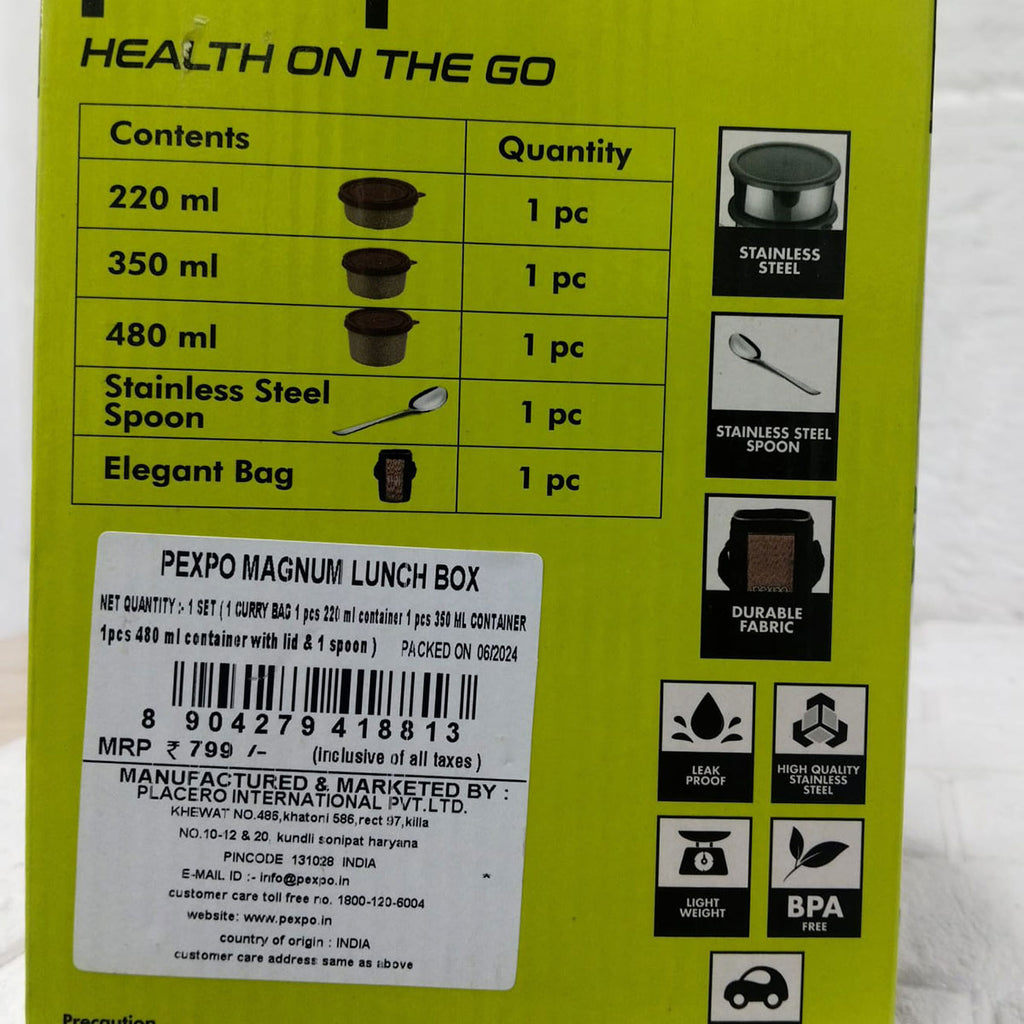 HEALTH ON THE GO
Contents Quantity
220 ml 1 pc
350 ml 1 pc
480 ml 1 pc
Stainless Steel
Spoon 1 pc
Elegant Bag 1 pc
STAINLESS
STEEL
STAINLESS STEEL
SPOON
DURABLE
FABRIC
LEAK
PROOF
HIGH QUALITY
STAINLESS
STEEL
LIGHT
WEIGHT
BPA
FREE
PEXPO MAGNUM LUNCH BOX
NET QUANTITY :- 1 SET ( 1 CURRY BAG 1 pcs 220 ml container 1 pcs 350 ML CONTAINER
1pcs 480 ml container with lid & 1 spoon ) PACKED ON 06/2024
8 904279 418813
MRP ₹ 799 /- (inclusive of all taxes )
MANUFACTURED & MARKETED BY :
PLACERO INTERNATIONAL PVT.LTD.
KHEWAT NO.486,khatoni 586,rect 97,killa
NO.10-12 & 20, kundli sonipat haryana
PINCODE 131028 INDIA
E-MAIL ID :- info@pexpo.in *
customer care toll free no. 1800-120-6004
website: www.pexpo.in
country of origin : INDIA
customer care address same as above
Precaution